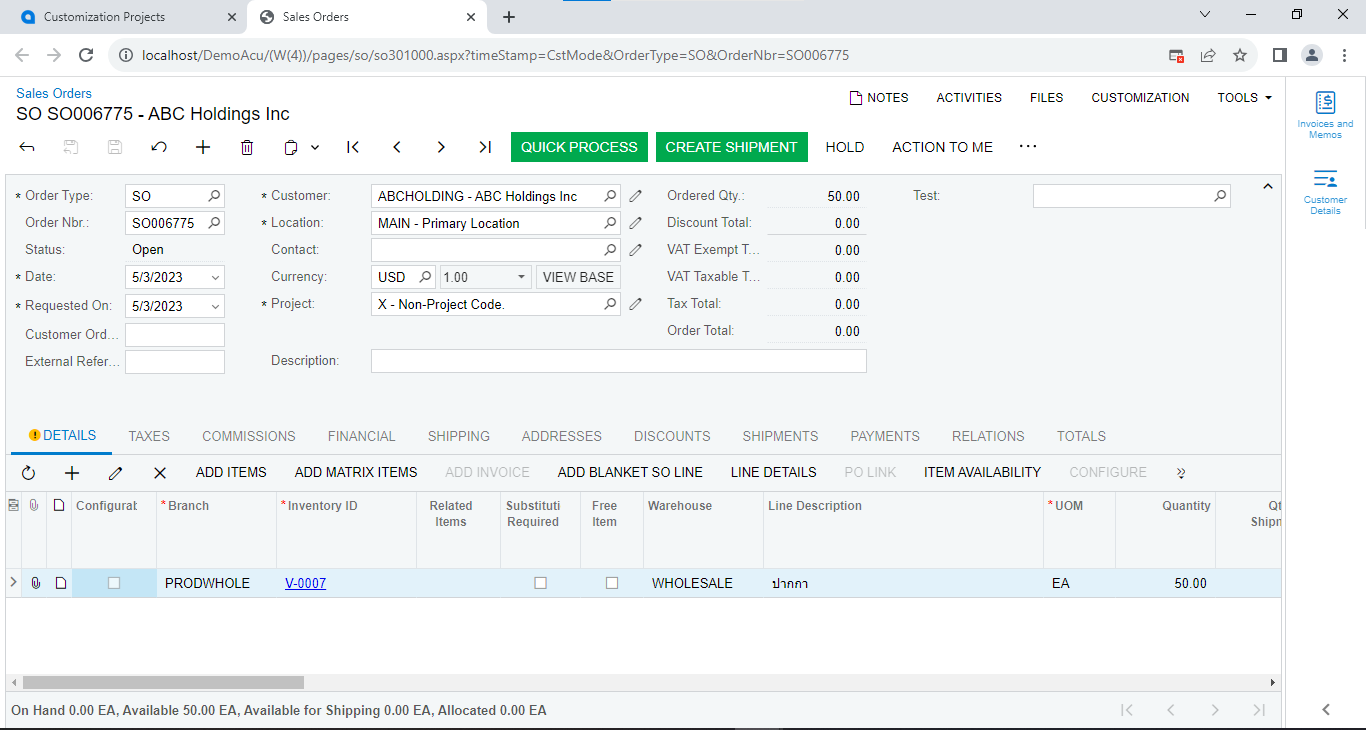 Customization Projects
Sales Orders
localhost/DemoAcu/(W(4))/pages/so/so301000.aspx?timeStamp=CstMode&OrderType=SO&OrderNbr=SO006775
Sales Orders
SO SO006775 - ABC Holdings Inc
NOTES ACTIVITIES FILES CUSTOMIZATION TOOLS
QUICK PROCESS CREATE SHIPMENT HOLD ACTION TO ME ...
Invoices and
Memos
Customer
Details
* Order Type: SO * Customer: ABCHOLDING - ABC Holdings Inc Ordered Qty.: 50.00 Test:
Order Nbr.: SO006775 * Location: MAIN - Primary Location Discount Total: 0.00
Status: Open Contact: VAT Exempt T... 0.00
* Date: 5/3/2023 Currency: USD 1.00 VIEW BASE VAT Taxable T... 0.00
* Requested On: 5/3/2023 * Project: X - Non-Project Code. Tax Total: 0.00
Customer Ord... Order Total: 0.00
External Refer... Description:
DETAILS TAXES COMMISSIONS FINANCIAL SHIPPING ADDRESSES DISCOUNTS SHIPMENTS PAYMENTS RELATIONS TOTALS
ADD ITEMS ADD MATRIX ITEMS ADD INVOICE ADD BLANKET SO LINE LINE DETAILS PO LINK ITEM AVAILABILITY CONFIGURE
Configurat * Branch * Inventory ID Related Items Substituti Required Free Item Warehouse Line Description * UOM Quantity Qt Shipm
PRODWHOLE V-0007 WHOLESALE ปากกา EA 50.00
On Hand 0.00 EA, Available 50.00 EA, Available for Shipping 0.00 EA, Allocated 0.00 EA